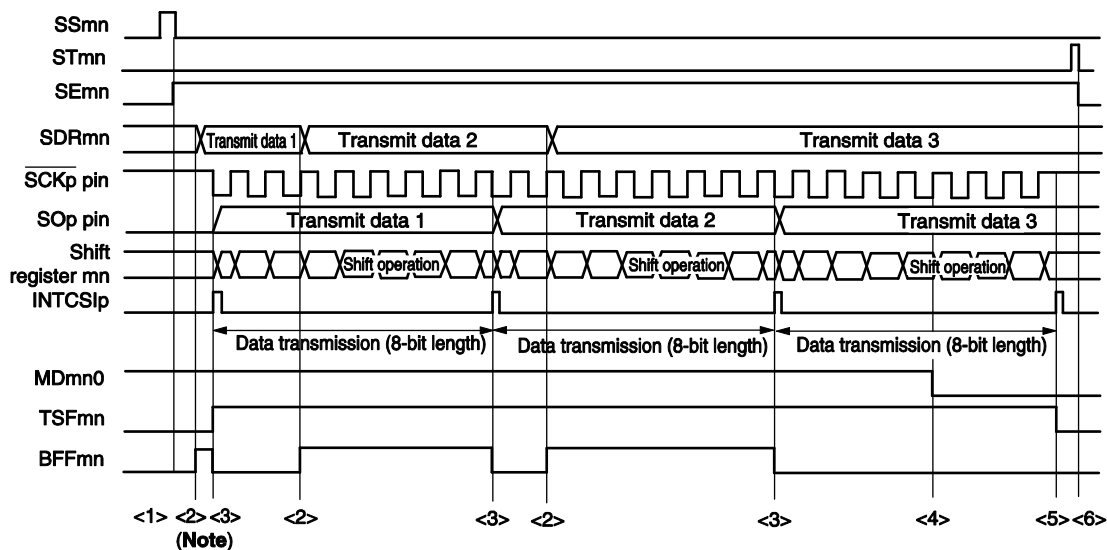 SSmn
STmn
SEmn
SDRmn Transmit data 1 Transmit data 2 Transmit data 3
SCKp pin
SOp pin Transmit data 1 Transmit data 2 Transmit data 3
Shift
register mn Shift operation Shift operation Shift operation
INTCSIp
Data transmission (8-bit length) Data transmission (8-bit length) Data transmission (8-bit length)
MDmn0
TSFmn
BFFmn
<1> <2> <3> <2> <3> <2> <3> <4> <5> <6>
(Note)